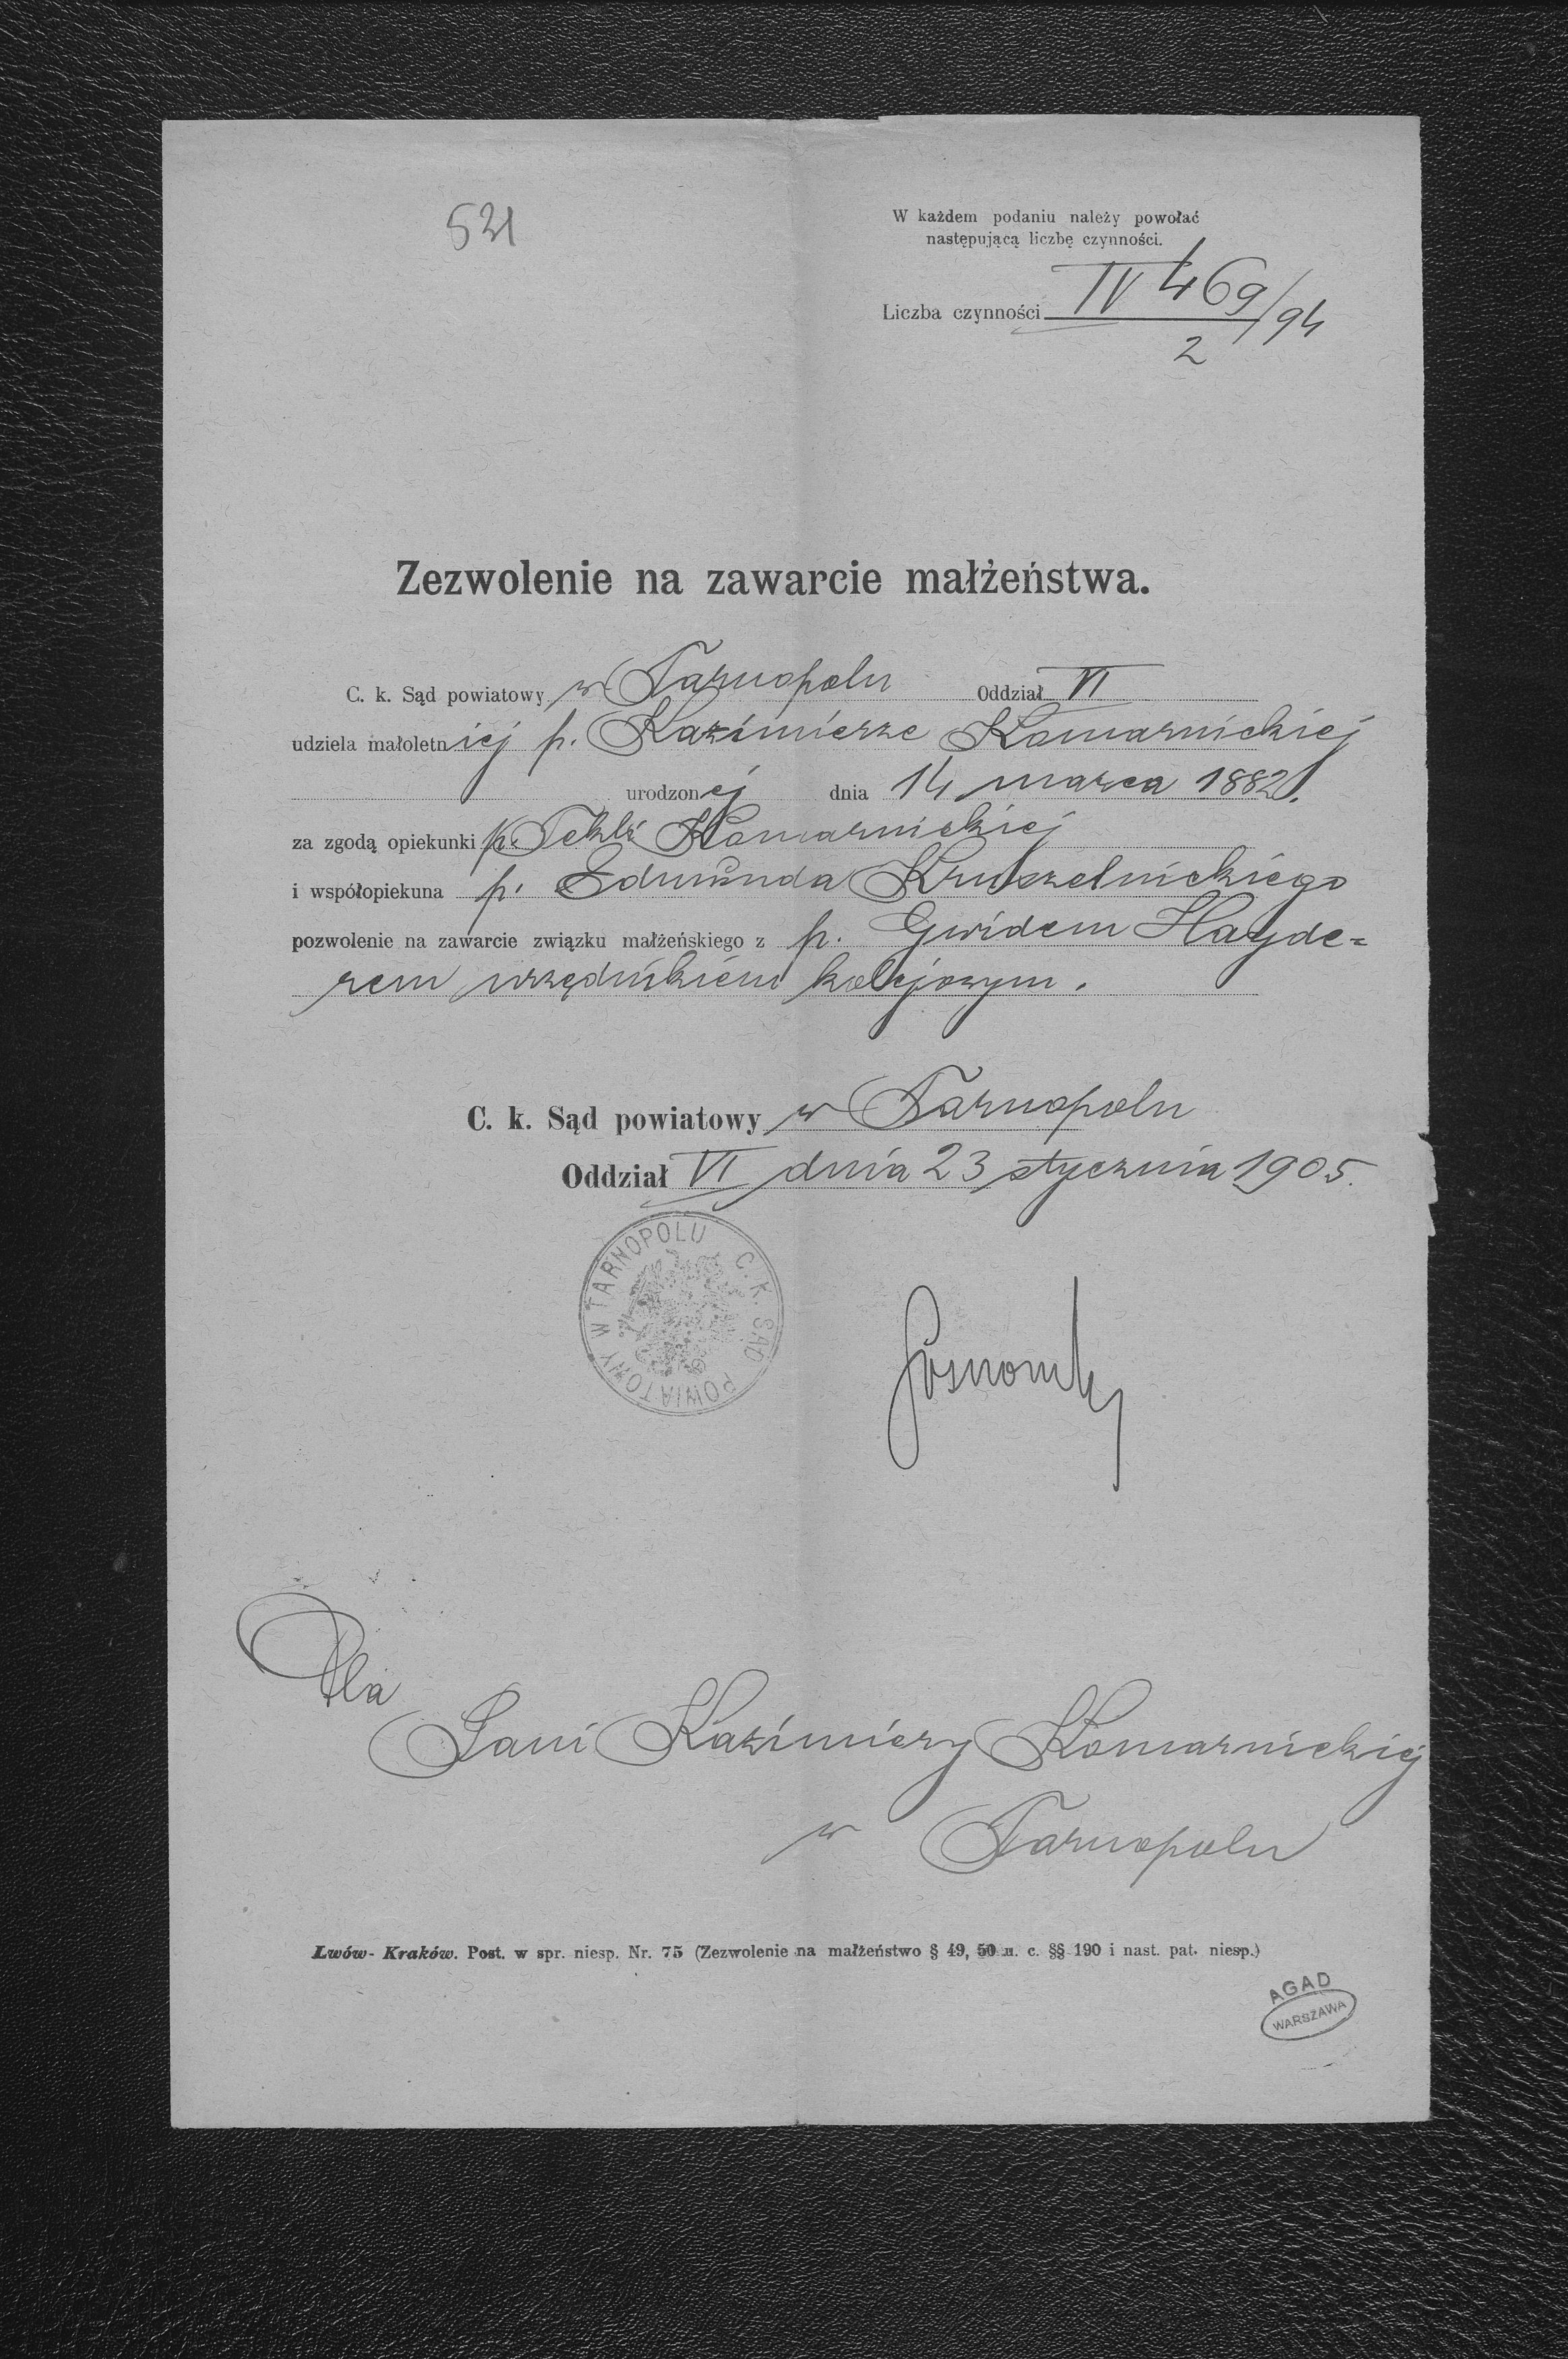 521
W każdem podaniu należy powołać
następującą liczbę czynności.
Liczba czynności IV 469/94
2
Zezwolenie na zawarcie małżeństwa.
C. k. Sąd powiatowy w Tarnopolu Oddział VI
udziela małoletniej p. Kazimierze Komarnickiej
urodzonej dnia 14 marca 1882 r.
za zgodą opiekunki p. Tekli Komarnickiej
i współopiekuna p. Edmunda Kruszelnickiego
pozwolenie na zawarcie związku małżeńskiego z p. Gwidem Hayde=
rem urzędnikiem kolejowym.
C. k. Sąd powiatowy w Tarnopolu
Oddział VI dnia 23 stycznia 1905.
C. K. SĄD POWIATOWY W TARNOPOLU
Dla
Pani Kazimiery Komarnickiej
w Tarnopolu
Lwów- Kraków. Post. w spr. niesp. Nr. 75 (Zezwolenie na małżeństwo § 49, 50 u. c. §§ 190 i nast. pat. niesp.)
AGAD
WARSZAWA